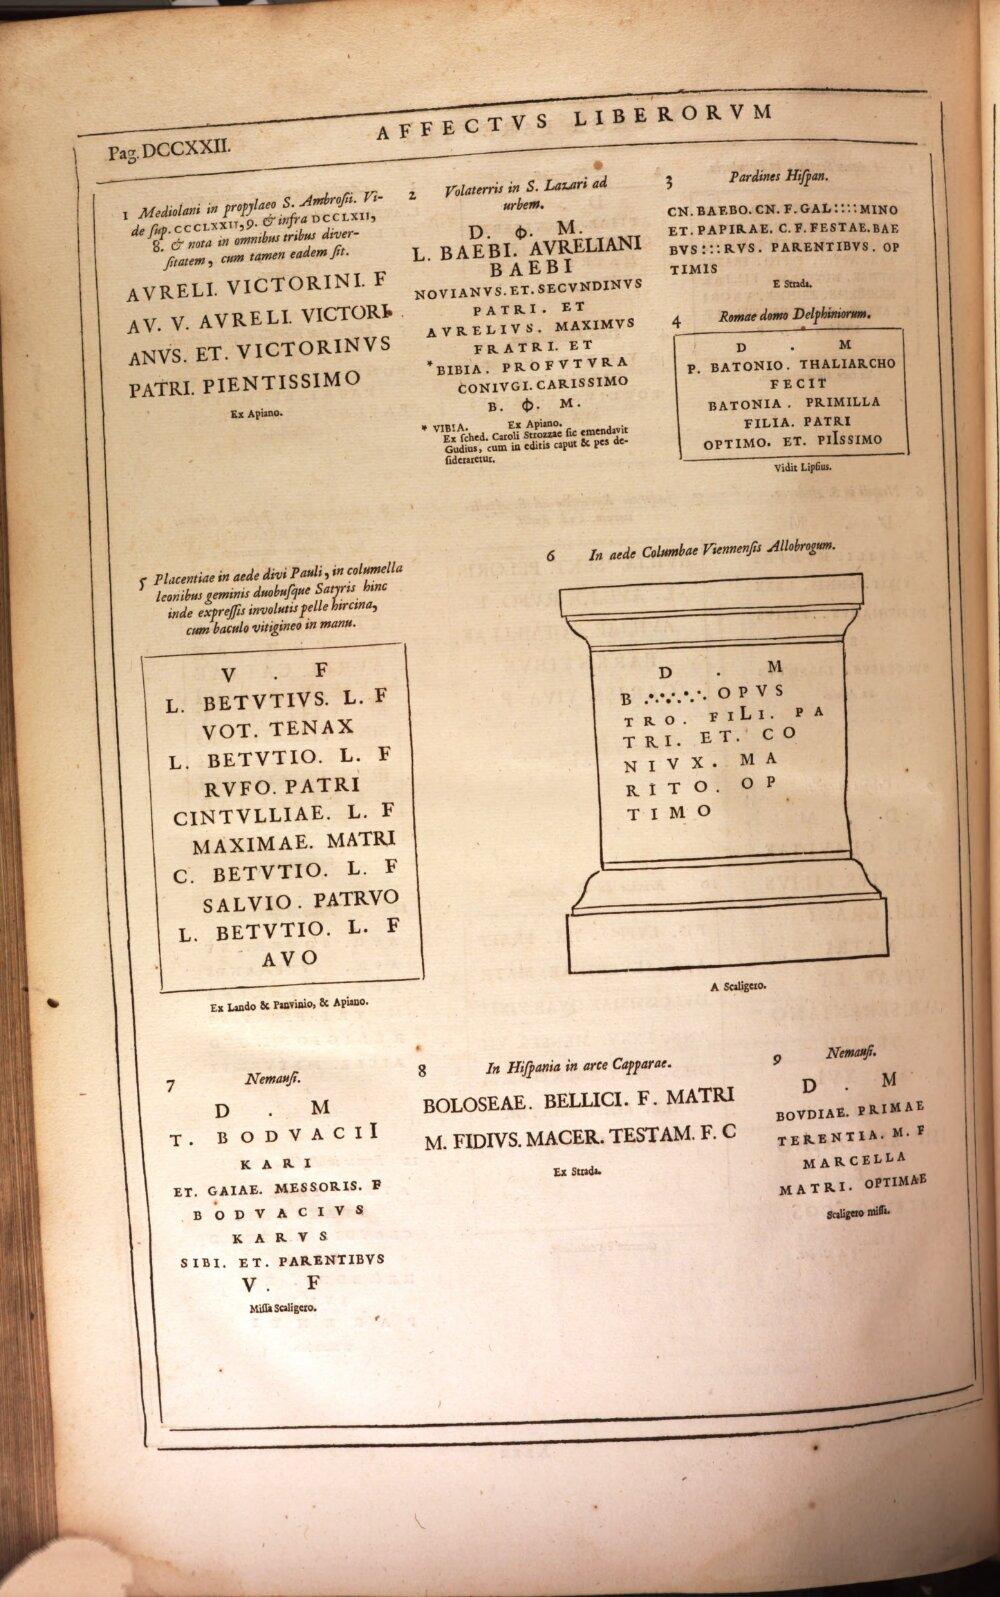 Pag. DCCXXII.
AFFECTVS LIBERORVM
1 Mediolani in propylaeo S. Ambrosii. Vi-
de sup. CCCLXXII, 9. & infra DCCLXII,
8. & nota in omnibus tribus diver-
sitatem, cum tamen eadem sit.
AVRELI. VICTORINI. F
AV. V. AVRELI. VICTORI
ANVS. ET. VICTORINVS
PATRI. PIENTISSIMO
Ex Apiano.
2 Volaterris in S. Lazari ad
urbem.
D. Φ. M.
L. BAEBI. AVRELIANI
BAEBI
NOVIANVS. ET. SECVNDINVS
PATRI. ET
AVRELIVS. MAXIMVS
FRATRI. ET
*BIBIA. PROFVTVRA
CONIVGI. CARISSIMO
B. Φ. M.
* VIBIA. Ex Apiano.
Ex sched. Caroli Strozzae sic emendavit
Gudius, cum in editis caput & pes de-
sideraretur.
3 Pardines Hispan.
CN. BAEBO. CN. F. GAL::::MINO
ET. PAPIRAE. C. F. FESTAE. BAE
BVS:::RVS. PARENTIBVS. OP
TIMIS
E Strada.
4 Romae domo Delphiniorum.
D . M
P. BATONIO. THALIARCHO
FECIT
BATONIA. PRIMILLA
FILIA. PATRI
OPTIMO. ET. PIISSIMO
Vidit Lipsius.
5 Placentiae in aede divi Pauli, in columella
leonibus geminis duobusque Satyris hinc
inde expressis involutis pelle hircina,
cum baculo vitigineo in manu.
V . F
L. BETVTIVS. L. F
VOT. TENAX
L. BETVTIO. L. F
RVFO. PATRI
CINTVLLIAE. L. F
MAXIMAE. MATRI
C. BETVTIO. L. F
SALVIO. PATRVO
L. BETVTIO. L. F
AVO
Ex Lando & Panvinio, & Apiano.
6 In aede Columbae Viennensis Allobrogum.
D . M
B .·.·.·.·. OPVS
TRO. FILI. PA
TRI. ET. CO
NIVX. MA
RITO. OP
TIMO
A Scaligero.
7 Nemausi.
D . M
T. BODVACII
KARI
ET. GAIAE. MESSORIS. F
BODVACIVS
KARVS
SIBI. ET. PARENTIBVS
V. F
Missa Scaligero.
8 In Hispania in arce Capparae.
BOLOSEAE. BELLICI. F. MATRI
M. FIDIVS. MACER. TESTAM. F. C
Ex Strada.
9 Nemausi.
D . M
BOVDIAE. PRIMAE
TERENTIA. M. F
MARCELLA
MATRI. OPTIMAE
Scaligero missa.